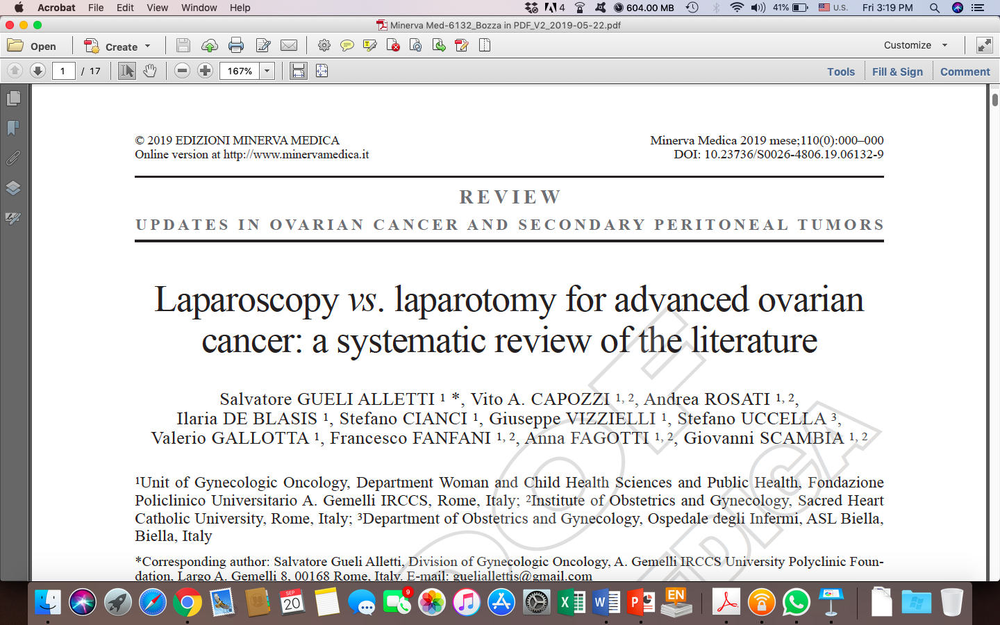 Acrobat File Edit View Window Help 4 604.00 MB 41% U.S. Fri 3:19 PM
Minerva Med-6132_Bozza in PDF_V2_2019-05-22.pdf
Open Create Customize
1 / 17 167% Tools Fill & Sign Comment
© 2019 EDIZIONI MINERVA MEDICA
Online version at http://www.minervamedica.it
Minerva Medica 2019 mese;110(0):000–000
DOI: 10.23736/S0026-4806.19.06132-9
REVIEW
UPDATES IN OVARIAN CANCER AND SECONDARY PERITONEAL TUMORS
Laparoscopy vs. laparotomy for advanced ovarian
cancer: a systematic review of the literature
Salvatore GUELI ALLETTI 1 *, Vito A. CAPOZZI 1, 2, Andrea ROSATI 1, 2,
Ilaria DE BLASIS 1, Stefano CIANCI 1, Giuseppe VIZZIELLI 1, Stefano UCCELLA 3,
Valerio GALLOTTA 1, Francesco FANFANI 1, 2, Anna FAGOTTI 1, 2, Giovanni SCAMBIA 1, 2
1Unit of Gynecologic Oncology, Department Woman and Child Health Sciences and Public Health, Fondazione
Policlinico Universitario A. Gemelli IRCCS, Rome, Italy; 2Institute of Obstetrics and Gynecology, Sacred Heart
Catholic University, Rome, Italy; 3Department of Obstetrics and Gynecology, Ospedale degli Infermi, ASL Biella,
Biella, Italy
*Corresponding author: Salvatore Gueli Alletti, Division of Gynecologic Oncology, A. Gemelli IRCCS University Polyclinic Foun-
dation, Largo A. Gemelli 8, 00168 Rome, Italy. E-mail: gueliallettis@gmail.com
OOF
EDICA
SEP
20
9
EN